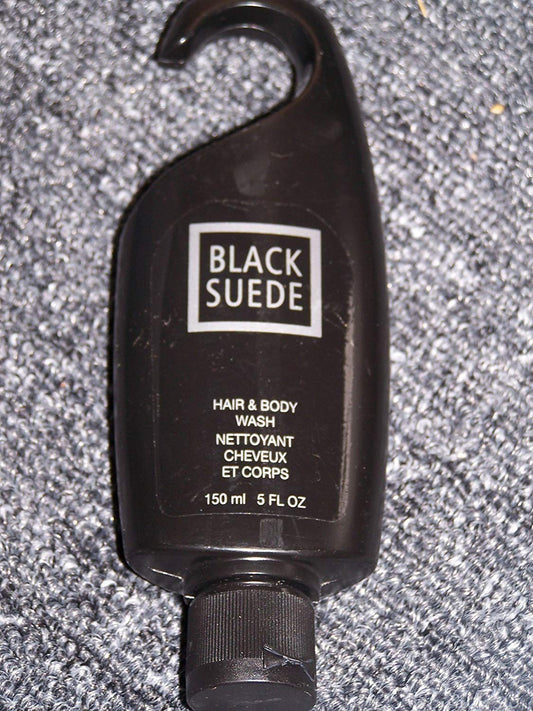 BLACK
SUEDE
HAIR & BODY
WASH
NETTOYANT
CHEVEUX
ET CORPS
150 ml 5 FL OZ